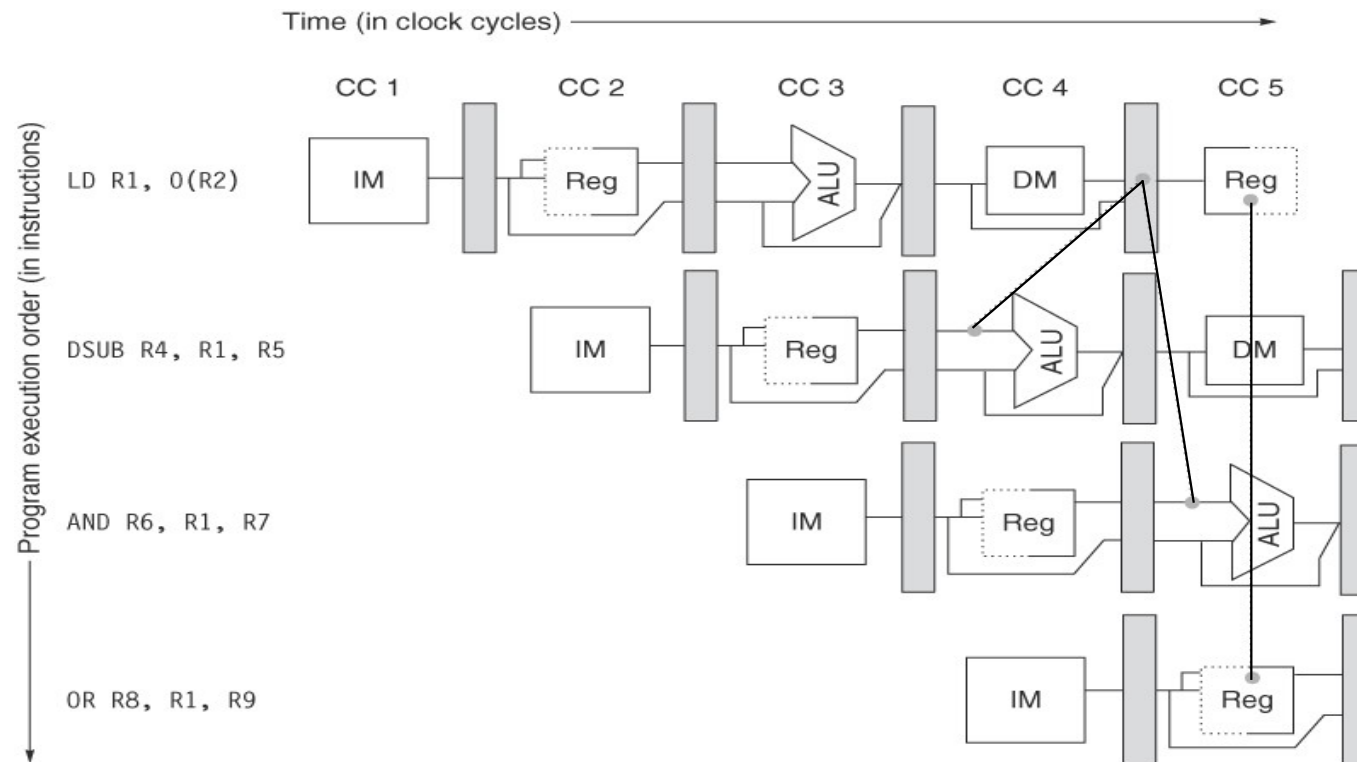 Time (in clock cycles)
CC 1 CC 2 CC 3 CC 4 CC 5
Program execution order (in instructions)
LD R1, 0(R2) IM Reg ALU DM Reg
DSUB R4, R1, R5 IM Reg ALU DM
AND R6, R1, R7 IM Reg ALU
OR R8, R1, R9 IM Reg